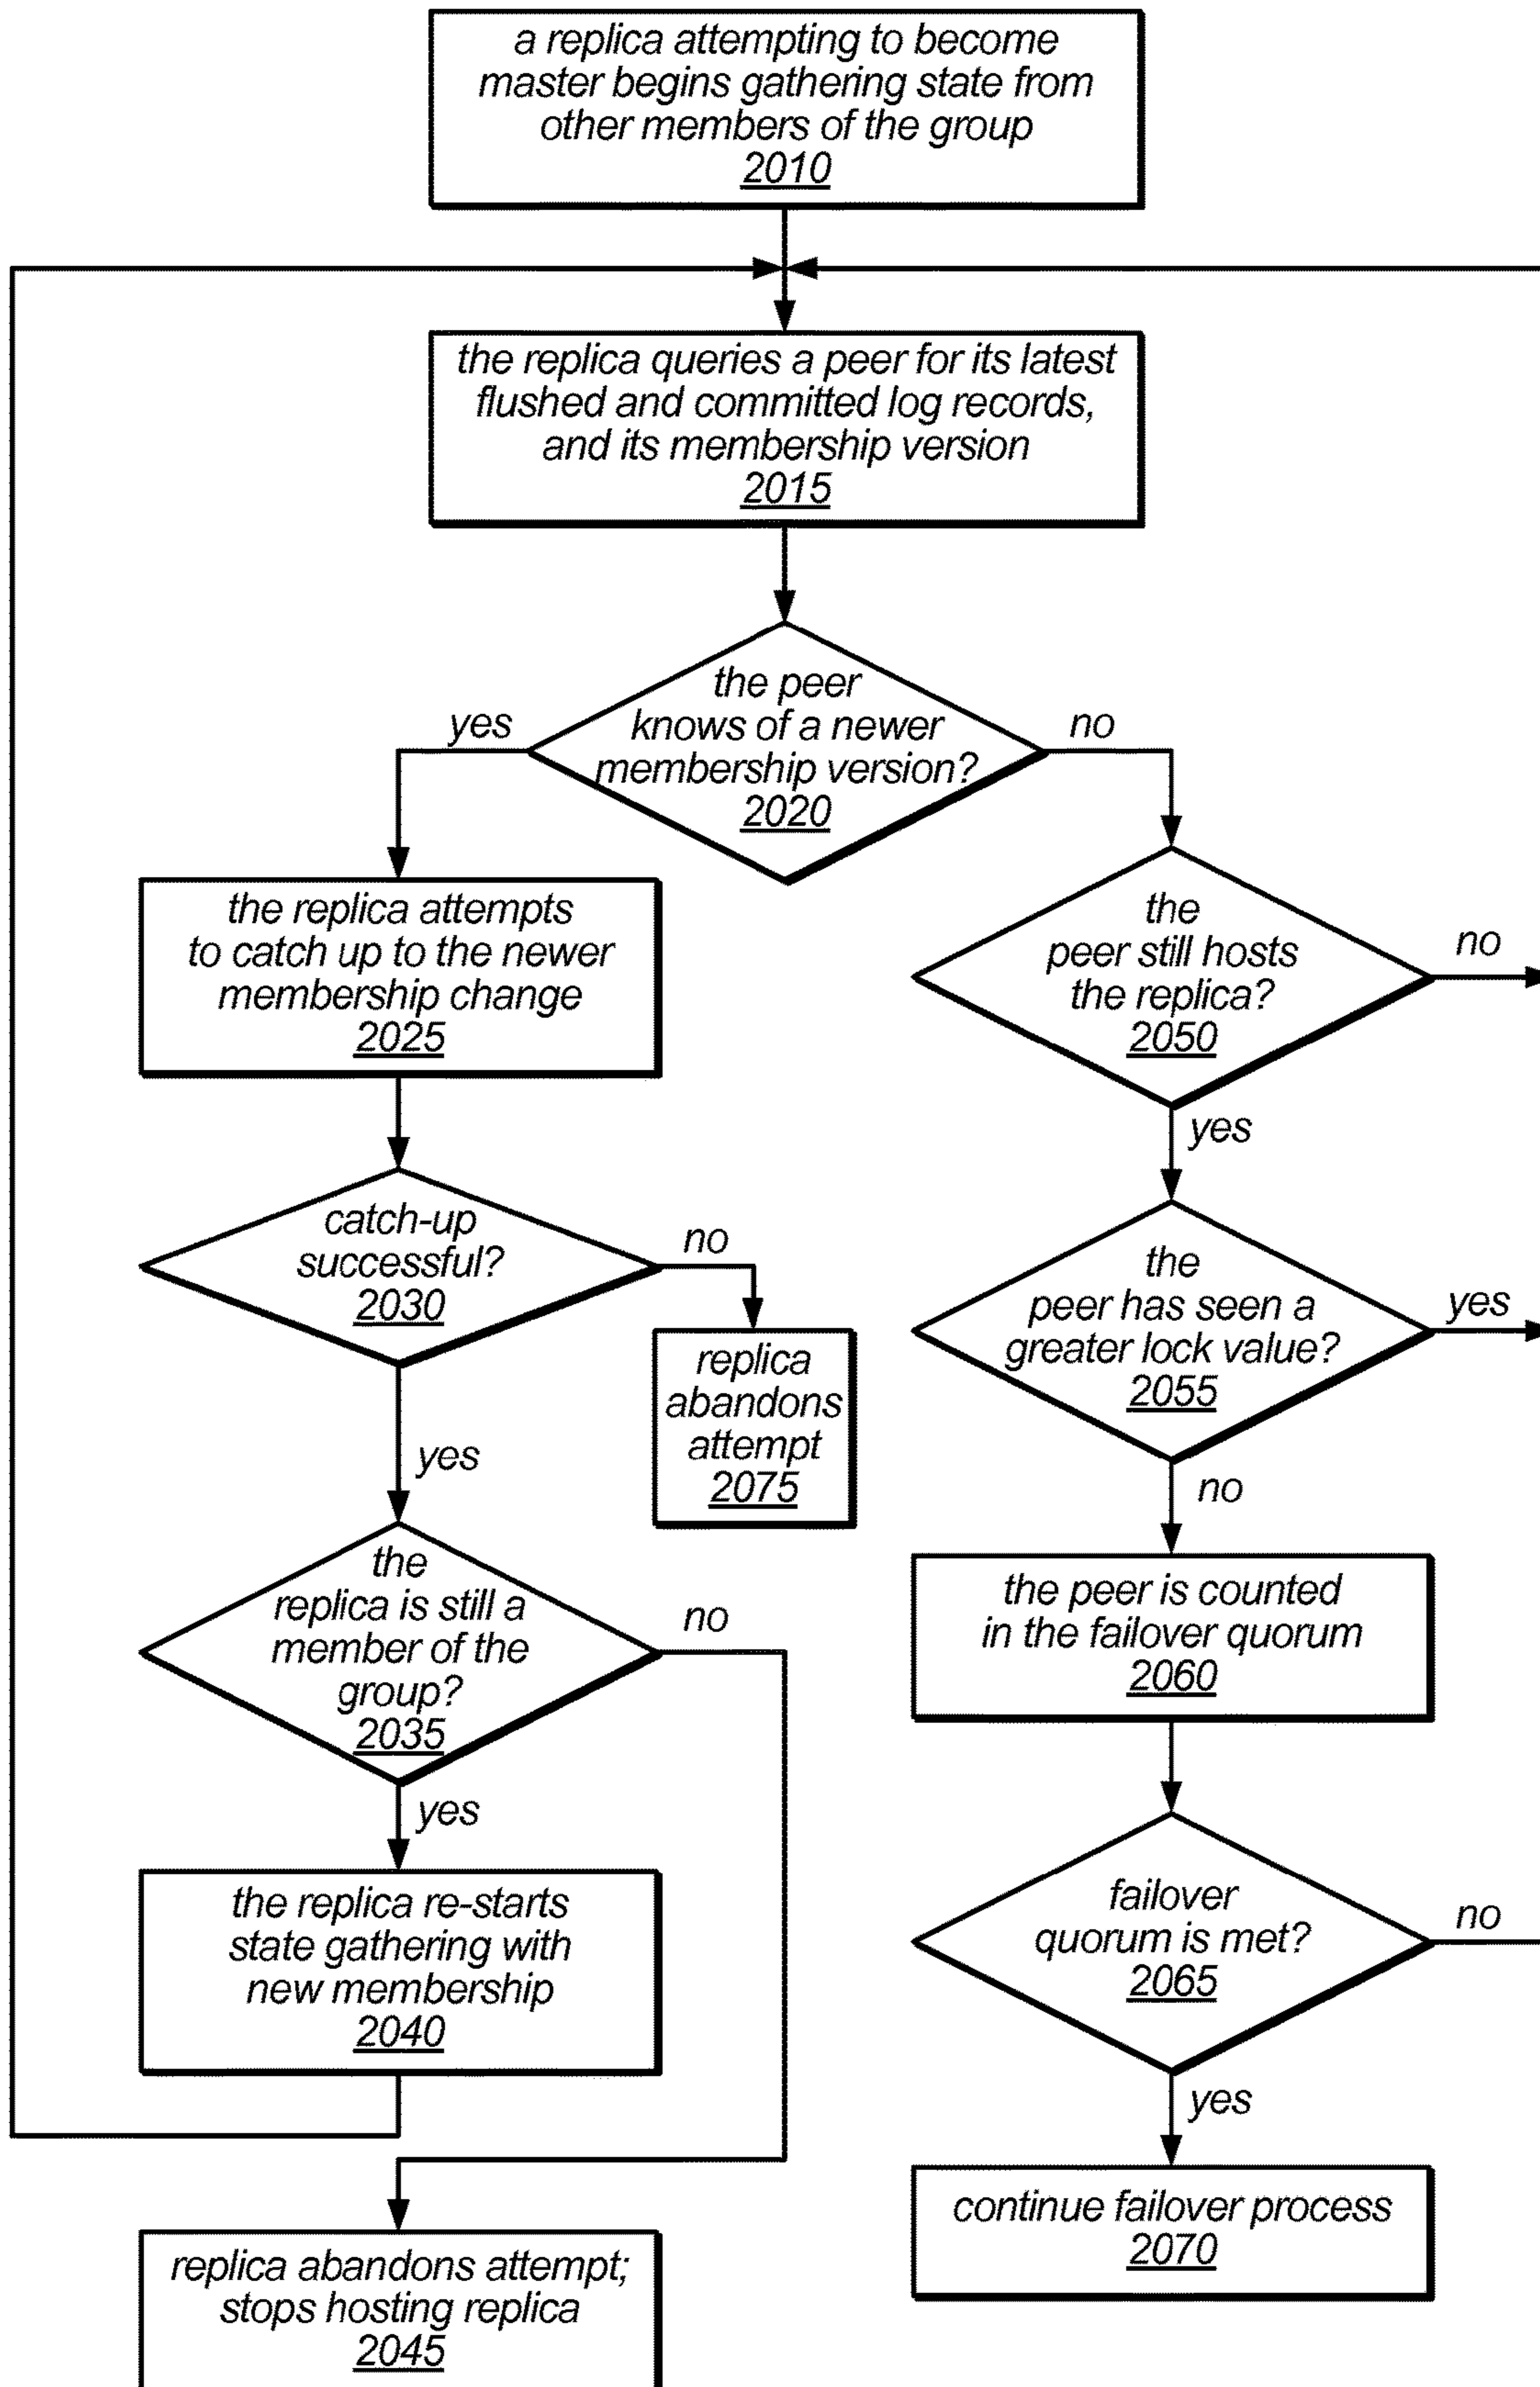 a replica attempting to become
master begins gathering state from
other members of the group
2010
the replica queries a peer for its latest
flushed and committed log records,
and its membership version
2015
the peer
knows of a newer
membership version?
2020
yes
no
the replica attempts
to catch up to the newer
membership change
2025
the
peer still hosts
the replica?
2050
no
yes
catch-up
successful?
2030
no
yes
replica
abandons
attempt
2075
the
peer has seen a
greater lock value?
2055
yes
no
the
replica is still a
member of the
group?
2035
no
yes
the peer is counted
in the failover quorum
2060
the replica re-starts
state gathering with
new membership
2040
failover
quorum is met?
2065
no
yes
replica abandons attempt;
stops hosting replica
2045
continue failover process
2070